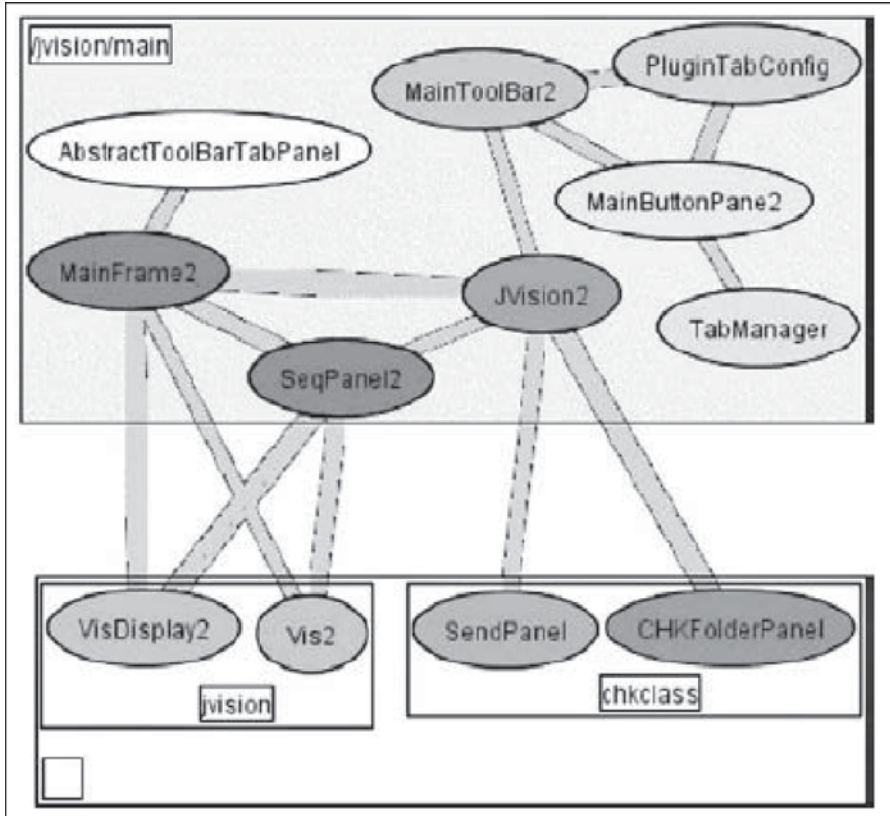 /jvision/main
MainToolBar2
PluginTabConfig
AbstractToolBarTabPanel
MainButtonPane2
MainFrame2
JVision2
TabManager
SeqPanel2
VisDisplay2
Vis2
SendPanel
CHKFolderPanel
jvision
chkclass